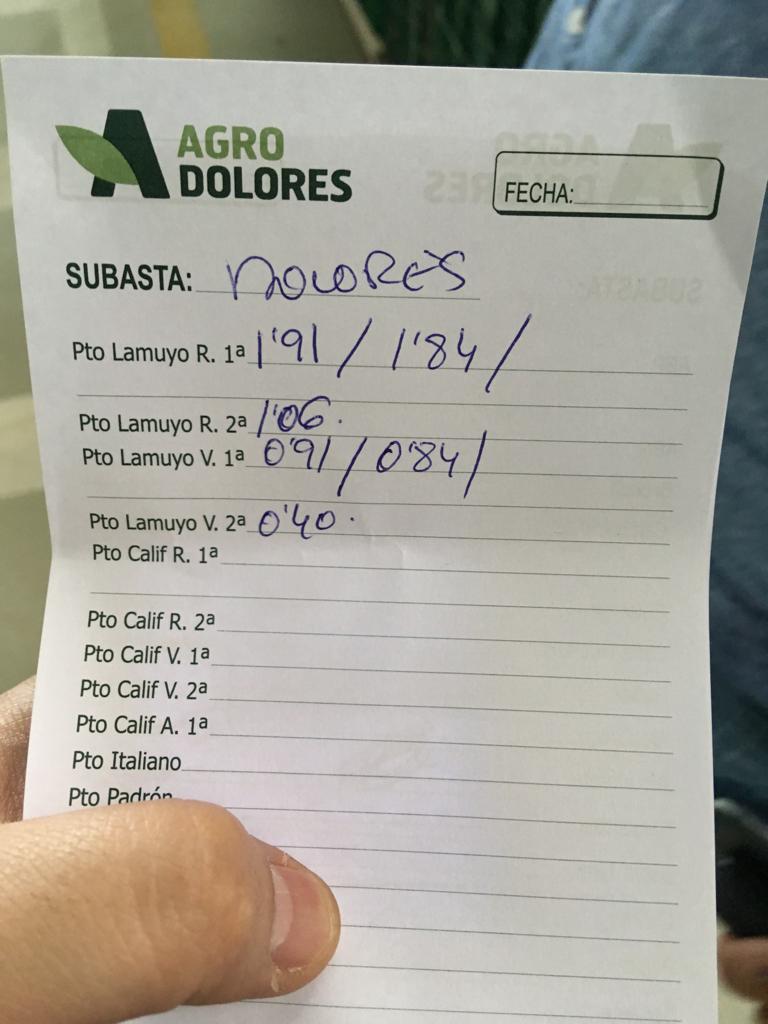 AGRO
DOLORES
FECHA:
SUBASTA: DOLORES
Pto Lamuyo R. 1ª 1'91 / 1'84 /
Pto Lamuyo R. 2ª 1'06.
Pto Lamuyo V. 1ª 0'91 / 0'84 /
Pto Lamuyo V. 2ª 0'40.
Pto Calif R. 1ª
Pto Calif R. 2ª
Pto Calif V. 1ª
Pto Calif V. 2ª
Pto Calif A. 1ª
Pto Italiano
Pto Padrón